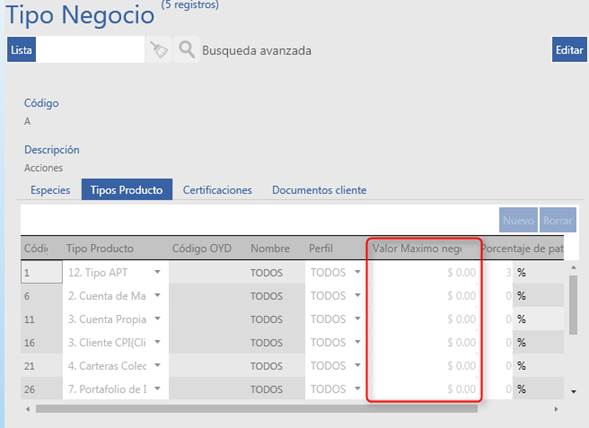 Tipo Negocio (5 registros)
Lista Busqueda avanzada Editar
Código
A
Descripción
Acciones
Especies Tipos Producto Certificaciones Documentos cliente
Nuevo Borrar
Códi Tipo Producto Código OYD Nombre Perfil Valor Maximo nego Porcentaje de pat
1 12. Tipo APT TODOS TODOS $ 0.00 3 %
6 2. Cuenta de Ma TODOS TODOS $ 0.00 0 %
11 3. Cuenta Propia TODOS TODOS $ 0.00 0 %
16 3. Cliente CPI(Cli TODOS TODOS $ 0.00 0 %
21 4. Carteras Colec TODOS TODOS $ 0.00 0 %
26 7. Portafolio de I TODOS TODOS $ 0.00 0 %